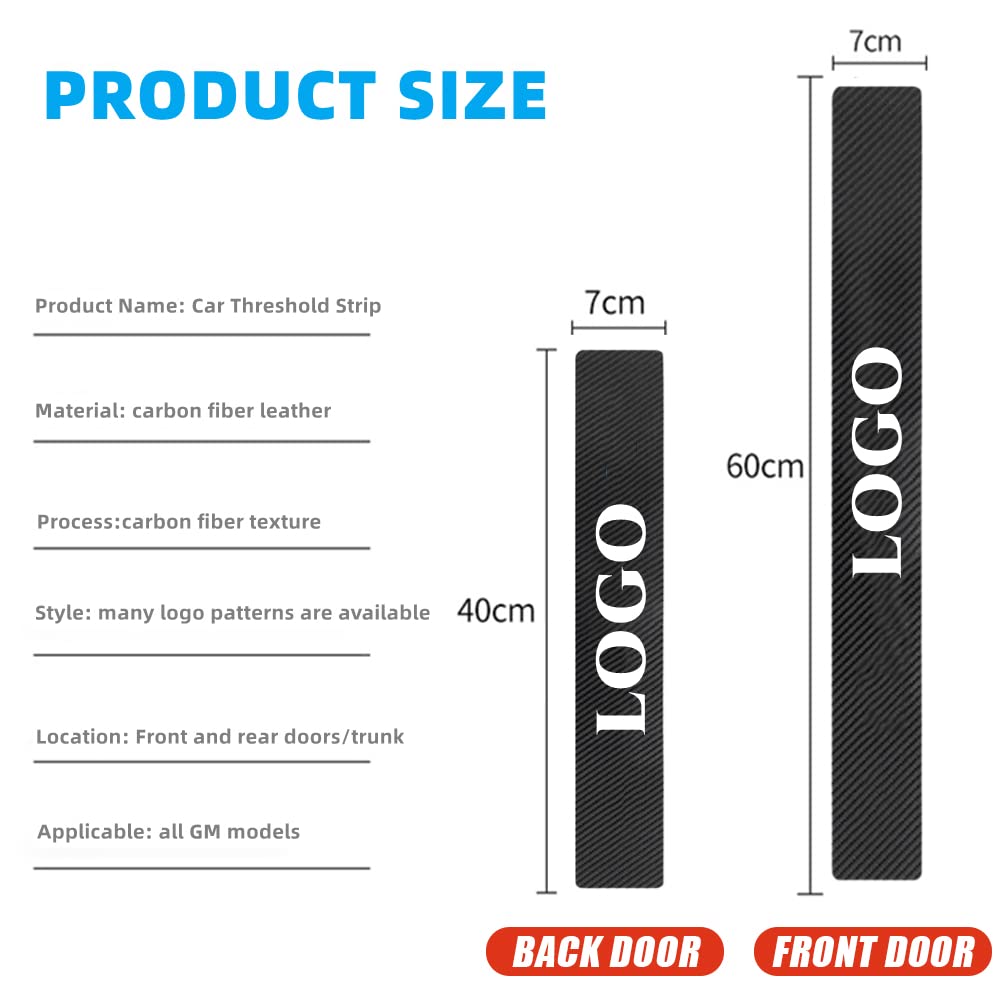 PRODUCT SIZE
7cm
Product Name: Car Threshold Strip
7cm
Material: carbon fiber leather
60cm
LOGO
Process:carbon fiber texture
Style: many logo patterns are available
40cm
LOGO
Location: Front and rear doors/trunk
Applicable: all GM models
BACK DOOR
FRONT DOOR